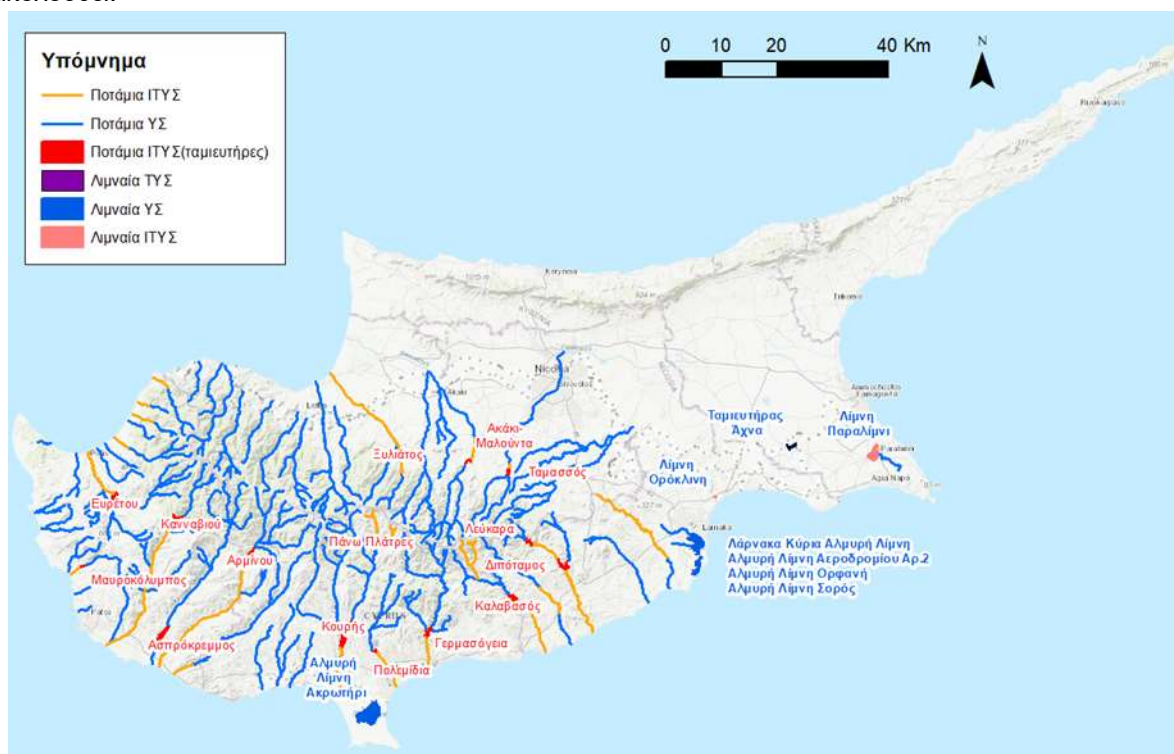 Υπόμνημα
Ποτάμια ΙΤΥΣ
Ποτάμια ΥΣ
Ποτάμια ΙΤΥΣ(ταμιευτήρες)
Λιμναία ΤΥΣ
Λιμναία ΥΣ
Λιμναία ΙΤΥΣ
0 10 20 40 Km
N
Nicosia
Ταμιευτήρας
Άχνα
Λίμνη
Παραλίμνι
Ακάκι-
Μαλούντα
Ξυλιάτος
Ταμασσός
Λίμνη
Ορόκλινη
Ευρέτου
Κανναβιού
Πάνω Πλάτρες
Λεύκαρα
Larnaka
Λάρνακα Κύρια Αλμυρή Λίμνη
Αλμυρή Λίμνη Αεροδρομίου Αρ.2
Αλμυρή Λίμνη Ορφανή
Αλμυρή Λίμνη Σορός
Αρμίνου
Διπόταμος
Μαυροκόλυμπος
Καλαβασός
CYPRUS
Κουρής
Ασπρόκρεμμος
Γερμασόγεια
Πολεμίδια
Αλμυρή
Λίμνη
Ακρωτήρι